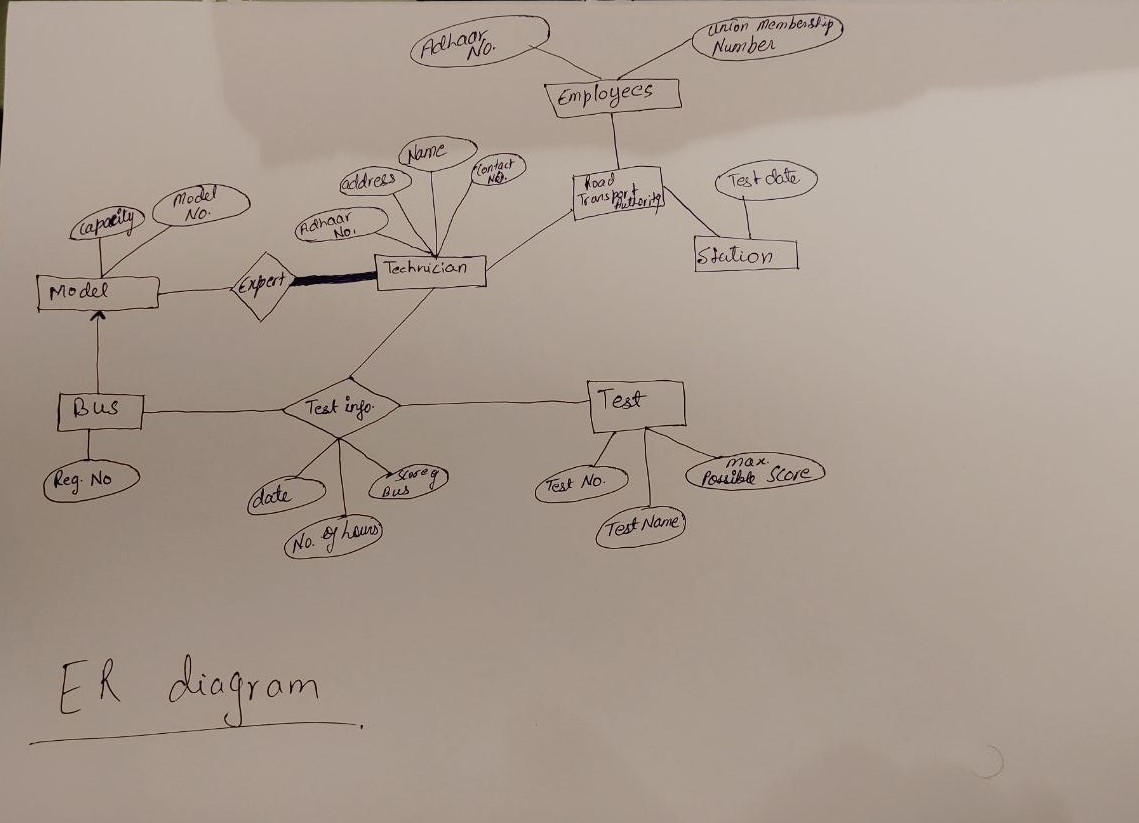 Adhaar
No.
Union Membership
Number
Employees
Name
Contact
No.
address
Adhaar
No.
Road
Transport
Authority
Test date
Station
Capacity
Model
No.
Model
Expert
Technician
Bus
Test info.
Test
Reg. No
date
No. of hours
Score of
Bus
Test No.
Test Name
max.
Possible Score
ER diagram